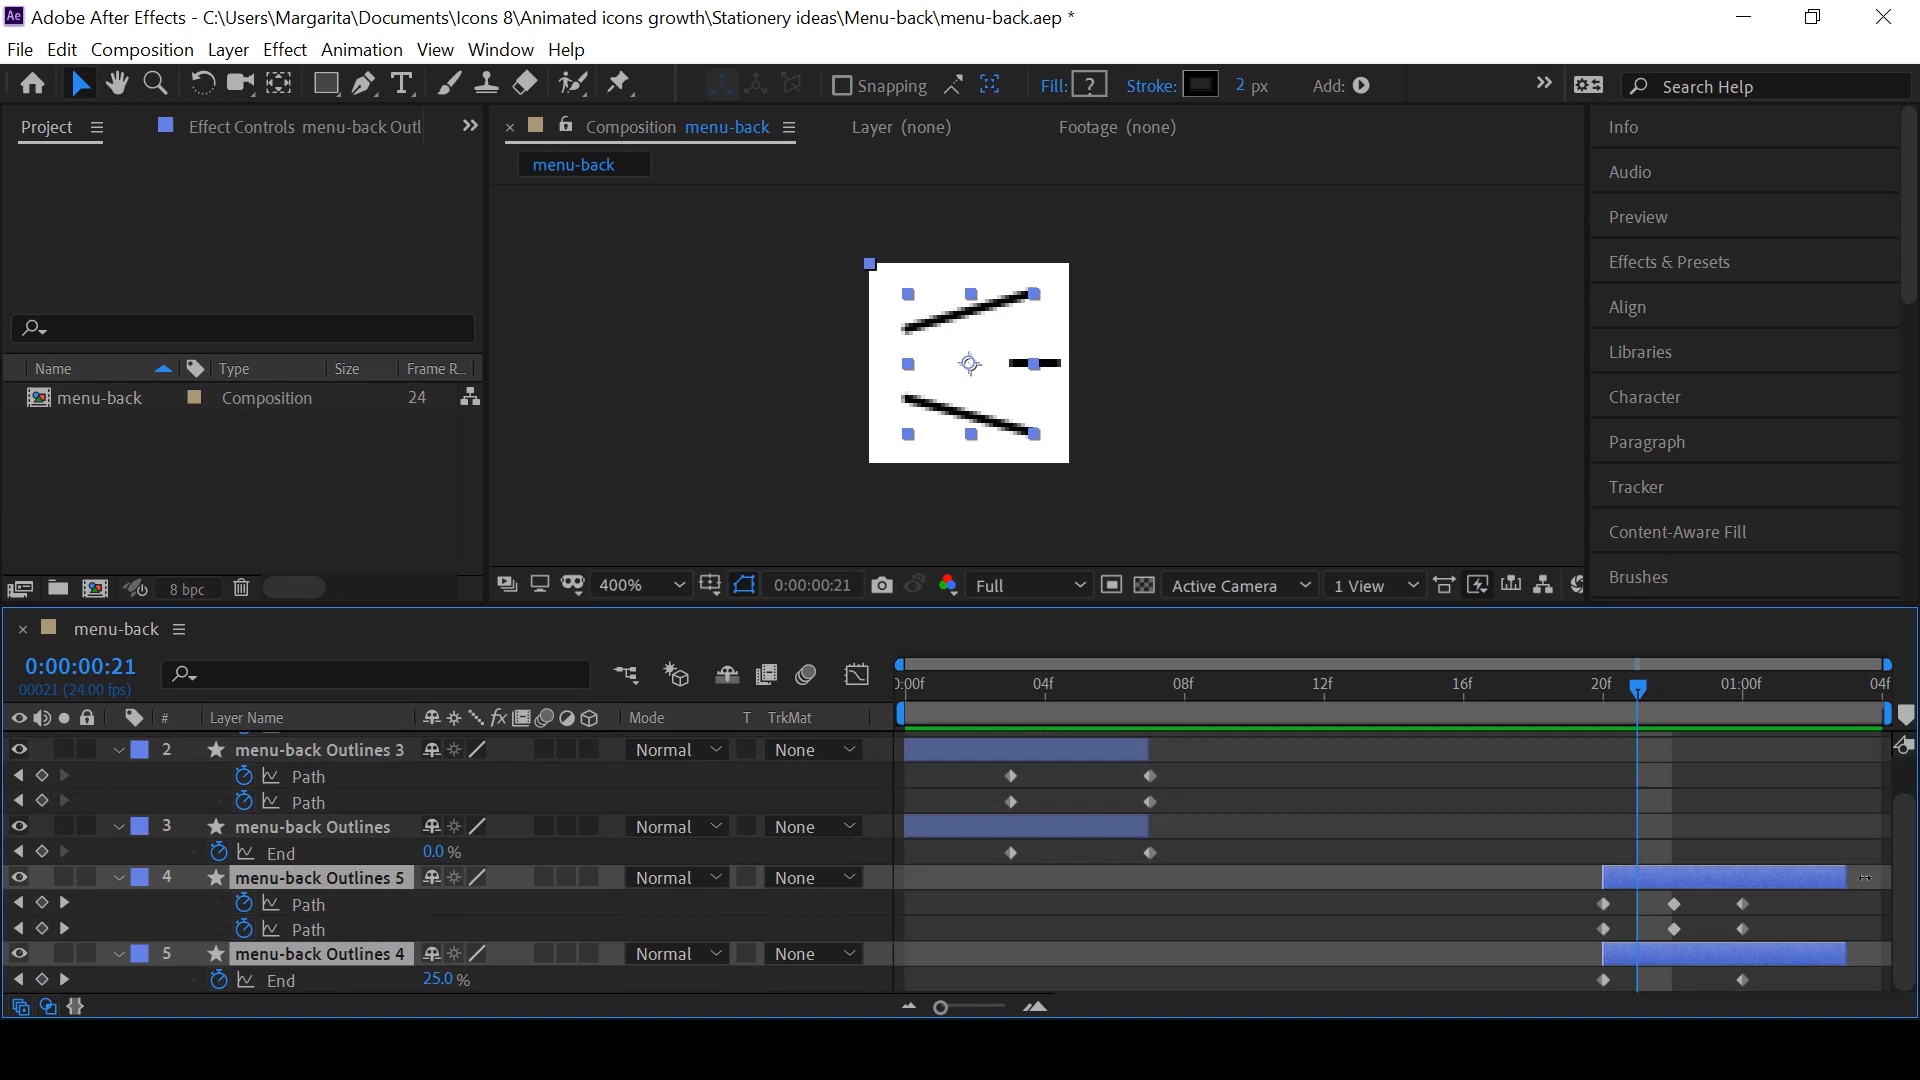 Ae Adobe After Effects - C:\Users\Margarita\Documents\Icons 8\Animated icons growth\Stationery ideas\Menu-back\menu-back.aep *
File Edit Composition Layer Effect Animation View Window Help
T Snapping Fill: ? Stroke: 2 px Add: Search Help
Project Effect Controls menu-back Outl
Composition menu-back Layer (none) Footage (none)
menu-back
Info
Audio
Preview
Effects & Presets
Align
Libraries
Character
Paragraph
Tracker
Content-Aware Fill
Brushes
Name Type Size Frame R...
menu-back Composition 24
8 bpc
400% 0:00:00:21 Full Active Camera 1 View
menu-back
0:00:00:21
00021 (24.00 fps)
0:00f 04f 08f 12f 16f 20f 01:00f 04f
# Layer Name fx Mode T TrkMat
2 menu-back Outlines 3 Normal None
Path
Path
3 menu-back Outlines Normal None
End 0.0 %
4 menu-back Outlines 5 Normal None
Path
Path
5 menu-back Outlines 4 Normal None
End 25.0 %